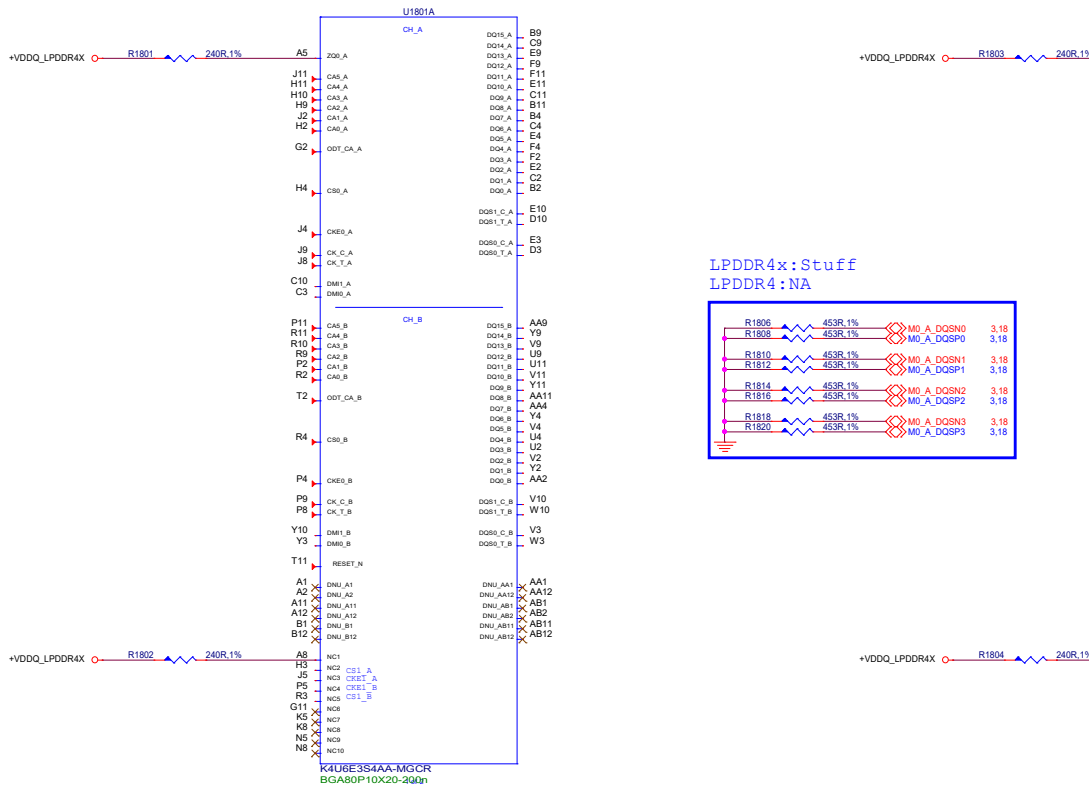 U1801A
CH_A
+VDDQ_LPDDR4X R1801 240R,1% A5 ZQ0_A
J11 CA5_A
H11 CA4_A
H10 CA3_A
H9 CA2_A
J2 CA1_A
H2 CA0_A
G2 ODT_CA_A
H4 CS0_A
J4 CKE0_A
J9 CK_C_A
J8 CK_T_A
C10 DMI1_A
C3 DMI0_A
DQ15_A B9
DQ14_A C9
DQ13_A E9
DQ12_A F9
DQ11_A F11
DQ10_A E11
DQ9_A C11
DQ8_A B11
DQ7_A B4
DQ6_A C4
DQ5_A E4
DQ4_A F4
DQ3_A F2
DQ2_A E2
DQ1_A C2
DQ0_A B2
DQS1_C_A E10
DQS1_T_A D10
DQS0_C_A E3
DQS0_T_A D3
CH_B
P11 CA5_B
R11 CA4_B
R10 CA3_B
R9 CA2_B
P2 CA1_B
R2 CA0_B
T2 ODT_CA_B
R4 CS0_B
P4 CKE0_B
P9 CK_C_B
P8 CK_T_B
Y10 DMI1_B
Y3 DMI0_B
T11 RESET_N
DQ15_B AA9
DQ14_B Y9
DQ13_B V9
DQ12_B U9
DQ11_B U11
DQ10_B V11
DQ9_B Y11
DQ8_B AA11
DQ7_B AA4
DQ6_B Y4
DQ5_B V4
DQ4_B U4
DQ3_B U2
DQ2_B V2
DQ1_B Y2
DQ0_B AA2
DQS1_C_B V10
DQS1_T_B W10
DQS0_C_B V3
DQS0_T_B W3
A1 DNU_A1
A2 DNU_A2
A11 DNU_A11
A12 DNU_A12
B1 DNU_B1
B12 DNU_B12
DNU_AA1 AA1
DNU_AA12 AA12
DNU_AB1 AB1
DNU_AB2 AB2
DNU_AB11 AB11
DNU_AB12 AB12
+VDDQ_LPDDR4X R1802 240R,1% A8 NC1
H3 NC2 CS1_A
J5 NC3 CKE1_A
P5 NC4 CKE1_B
R3 NC5 CS1_B
G11 NC6
K5 NC7
K8 NC8
N5 NC9
N8 NC10
K4U6E3S4AA-MGCR
BGA80P10X20-200n
+VDDQ_LPDDR4X R1803 240R,1%
LPDDR4x:Stuff
LPDDR4:NA
R1806 453R,1% M0_A_DQSN0 3,18
R1808 453R,1% M0_A_DQSP0 3,18
R1810 453R,1% M0_A_DQSN1 3,18
R1812 453R,1% M0_A_DQSP1 3,18
R1814 453R,1% M0_A_DQSN2 3,18
R1816 453R,1% M0_A_DQSP2 3,18
R1818 453R,1% M0_A_DQSN3 3,18
R1820 453R,1% M0_A_DQSP3 3,18
+VDDQ_LPDDR4X R1804 240R,1%